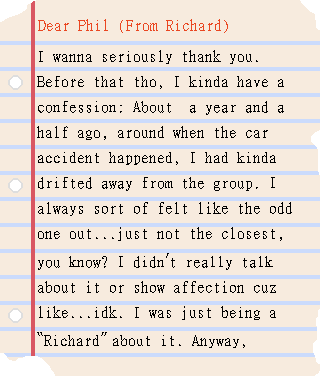 Dear Phil (From Richard)
I wanna seriously thank you.
Before that tho, I kinda have a
confession: About a year and a
half ago, around when the car
accident happened, I had kinda
drifted away from the group. I
always sort of felt like the odd
one out...just not the closest,
you know? I didn't really talk
about it or show affection cuz
like...idk. I was just being a
"Richard" about it. Anyway,